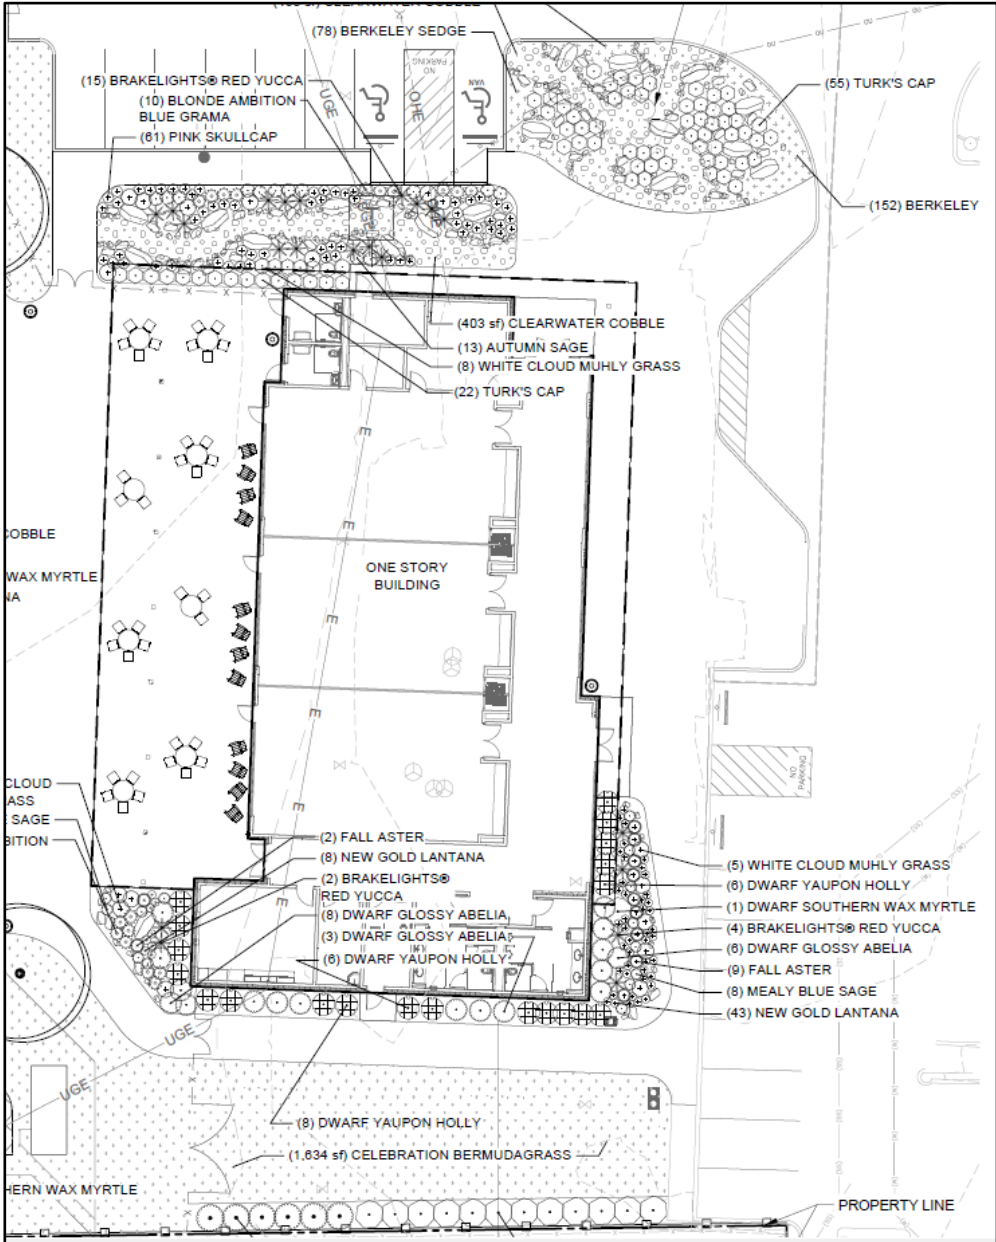 CLEARWATER COBBLE
(78) BERKELEY SEDGE
NO
PARKING
VAN
(15) BRAKELIGHTS® RED YUCCA
(10) BLONDE AMBITION
BLUE GRAMA
(61) PINK SKULLCAP
UGE
OHE
(55) TURK'S CAP
(152) BERKELEY
UGE
(403 sf) CLEARWATER COBBLE
(13) AUTUMN SAGE
(8) WHITE CLOUD MUHLY GRASS
(22) TURK'S CAP
E
E
ONE STORY
BUILDING
COBBLE
WAX MYRTLE
NA
E
E
NO
PARKING
CLOUD
ASS
SAGE
BITION
E
E
(2) FALL ASTER
(8) NEW GOLD LANTANA
(2) BRAKELIGHTS®
RED YUCCA
(8) DWARF GLOSSY ABELIA
(3) DWARF GLOSSY ABELIA
(6) DWARF YAUPON HOLLY
(5) WHITE CLOUD MUHLY GRASS
(6) DWARF YAUPON HOLLY
(1) DWARF SOUTHERN WAX MYRTLE
(4) BRAKELIGHTS® RED YUCCA
(6) DWARF GLOSSY ABELIA
(9) FALL ASTER
(8) MEALY BLUE SAGE
(43) NEW GOLD LANTANA
UGE
UGE
(8) DWARF YAUPON HOLLY
(1,634 sf) CELEBRATION BERMUDAGRASS
HERN WAX MYRTLE
PROPERTY LINE